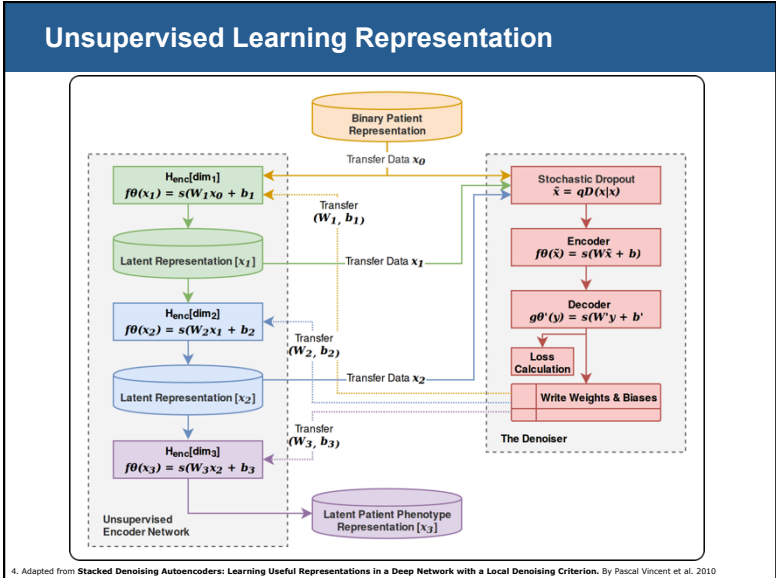 Unsupervised Learning Representation
Binary Patient
Representation
Transfer Data x₀
Henc[dim₁]
fθ(x₁) = s(W₁x₀ + b₁
Latent Representation [x₁]
Henc[dim₂]
fθ(x₂) = s(W₂x₁ + b₂
Latent Representation [x₂]
Henc[dim₃]
fθ(x₃) = s(W₃x₂ + b₃
Unsupervised
Encoder Network
Transfer
(W₁, b₁)
Transfer Data x₁
Transfer
(W₂, b₂)
Transfer Data x₂
Transfer
(W₃, b₃)
Latent Patient Phenotype
Representation [x₃]
Stochastic Dropout
x̃ = qD(x|x)
Encoder
fθ(x̃) = s(Wx̃ + b)
Decoder
gθ'(y) = s(W'y + b'
Loss
Calculation
Write Weights & Biases
The Denoiser
4. Adapted from Stacked Denoising Autoencoders: Learning Useful Representations in a Deep Network with a Local Denoising Criterion. By Pascal Vincent et al. 2010